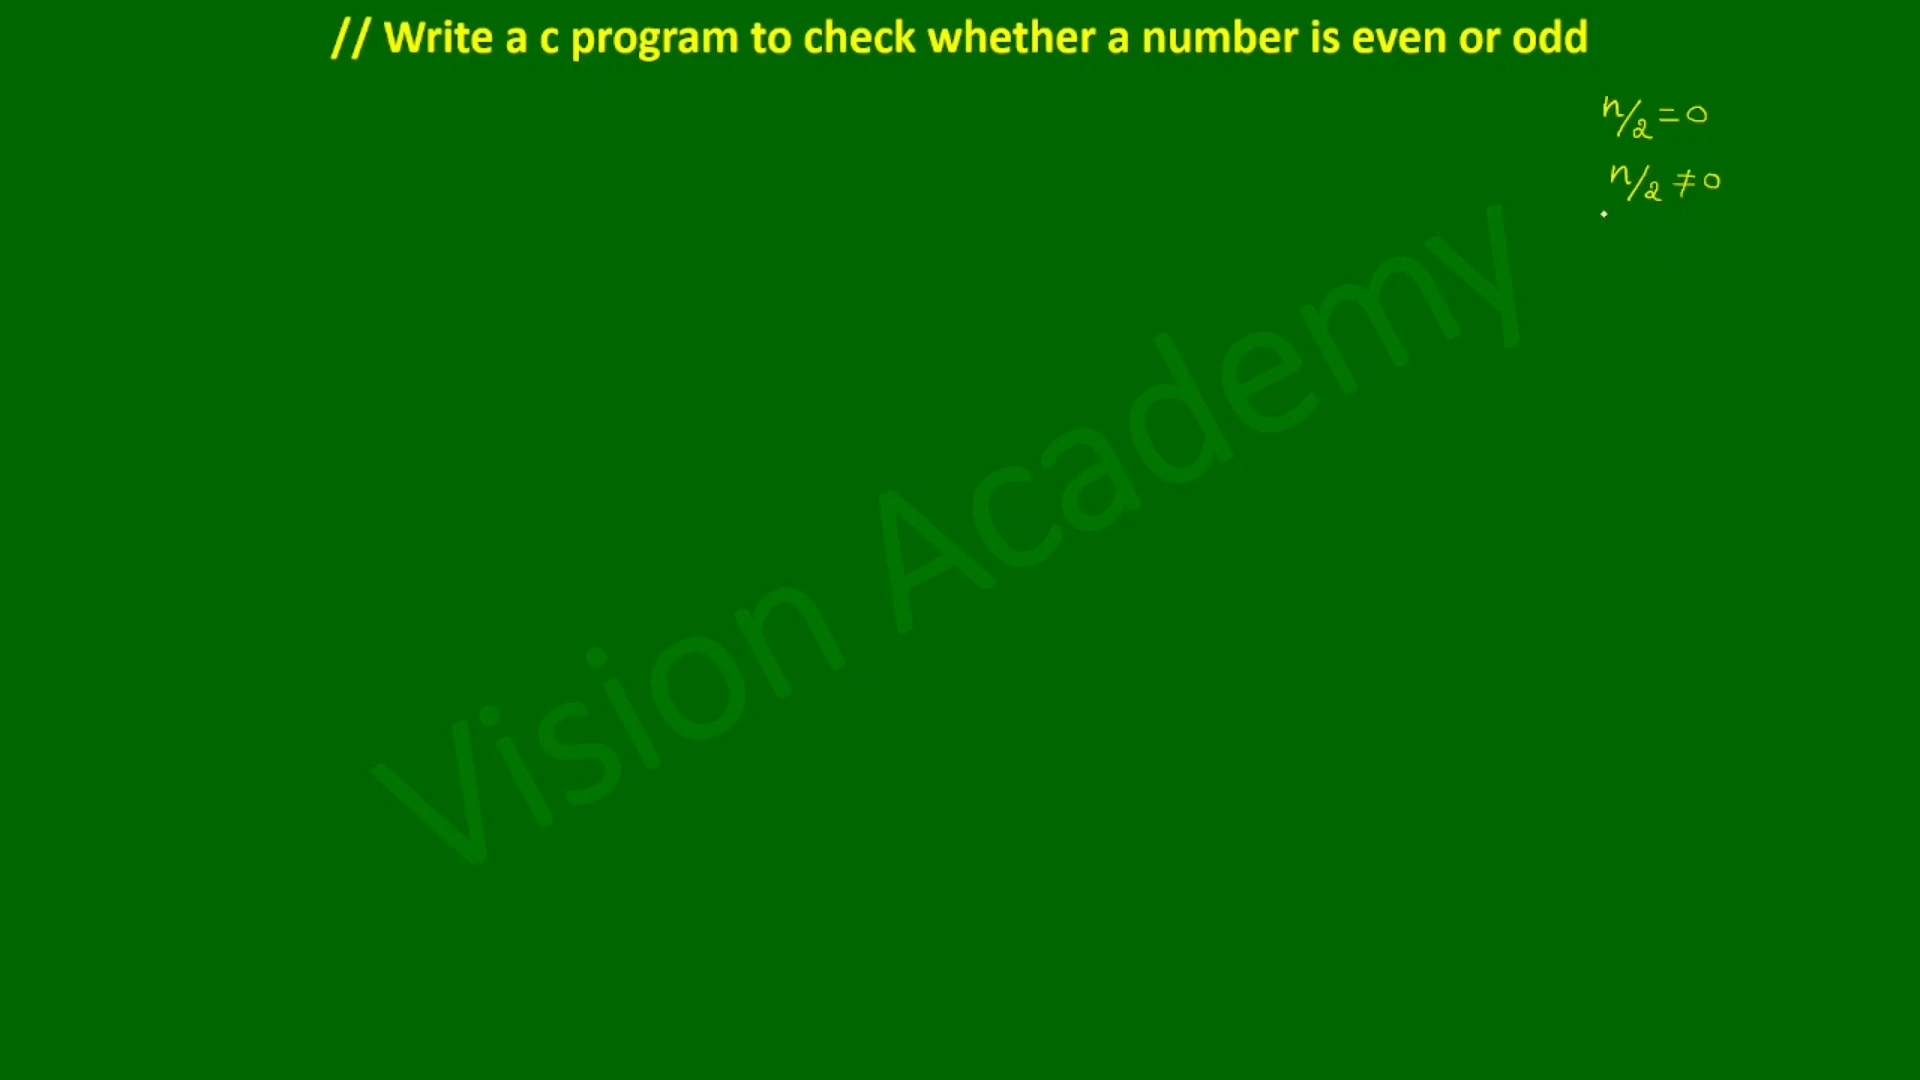 // Write a c program to check whether a number is even or odd
n/2 = 0
n/2 ≠ 0
Vision Academy